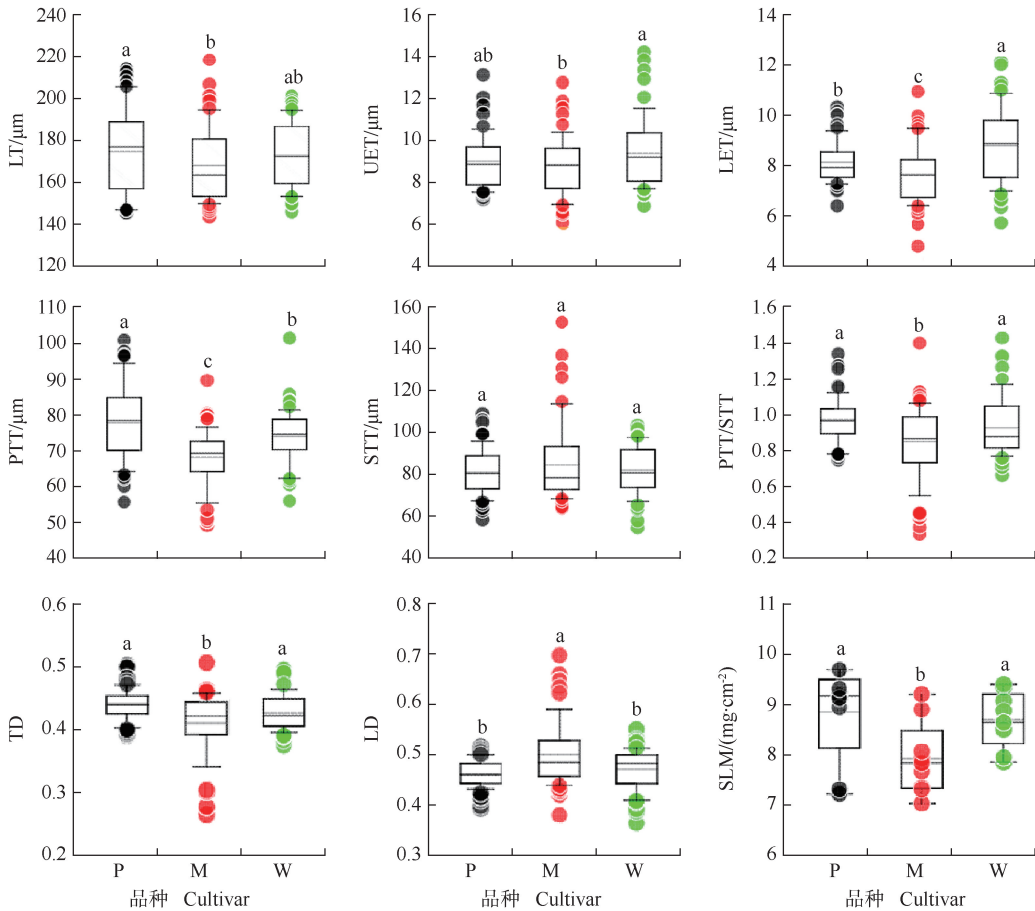 LT/μm
240
220
200
180
160
140
120
a
b
ab
UET/μm
16
14
12
10
8
6
4
ab
b
a
LET/μm
14
12
10
8
6
4
b
c
a
PTT/μm
110
100
90
80
70
60
50
40
a
c
b
STT/μm
160
140
120
100
80
60
40
a
a
a
PTT/STT
1.6
1.4
1.2
1.0
0.8
0.6
0.4
0.2
a
b
a
TD
0.6
0.5
0.4
0.3
0.2
a
b
a
P M W
品种 Cultivar
LD
0.8
0.7
0.6
0.5
0.4
0.3
b
a
b
P M W
品种 Cultivar
SLM/(mg·cm⁻²)
11
10
9
8
7
6
a
b
a
P M W
品种 Cultivar